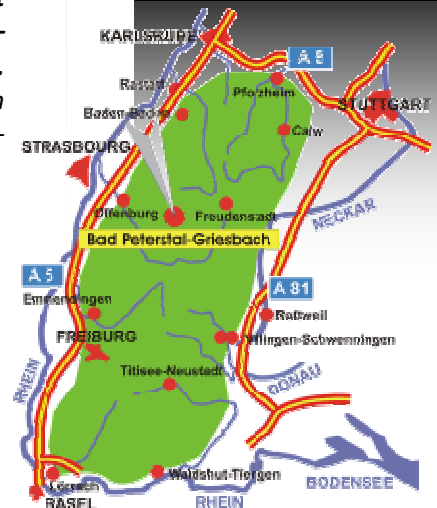 KARLSRUHE
A 8
Rastatt
Pforzheim
Baden-Baden
STUTTGART
Calw
STRASBOURG
Offenburg
Freudenstadt
NECKAR
Bad Peterstal-Griesbach
A 5
A 81
Emmendingen
Rottweil
FREIBURG
Villingen-Schwenningen
Titisee-Neustadt
DONAU
RHEIN
Lörrach
Waldshut-Tiengen
BODENSEE
BASEL
RHEIN